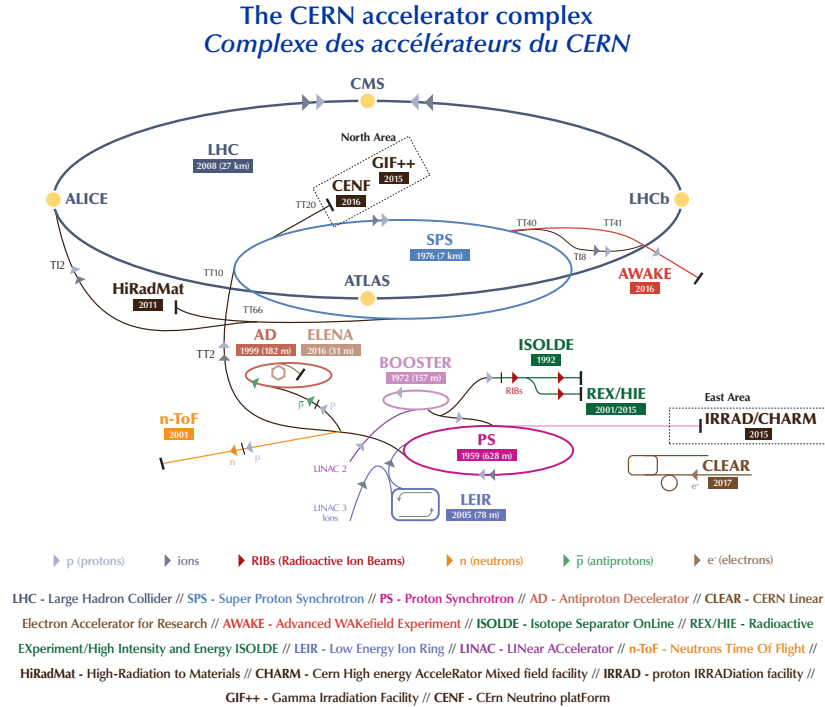 The CERN accelerator complex
Complexe des accélérateurs du CERN
CMS
North Area
LHC
2008 (27 km)
GIF++
2015
CENF
2016
ALICE
LHCb
TT20
TT40
TT41
SPS
1976 (7 km)
TI8
TI2
TT10
ATLAS
AWAKE
2016
HiRadMat
2011
TT66
AD
1999 (182 m)
ELENA
2016 (31 m)
TT2
ISOLDE
1992
BOOSTER
1972 (157 m)
RIBs
REX/HIE
2001/2015
p̅
p
East Area
n-ToF
2001
IRRAD/CHARM
2015
PS
1959 (628 m)
n
p
LINAC 2
CLEAR
2017
e-
LINAC 3
Ions
LEIR
2005 (78 m)
p (protons)
ions
RIBs (Radioactive Ion Beams)
n (neutrons)
p̅ (antiprotons)
e- (electrons)
LHC - Large Hadron Collider // SPS - Super Proton Synchrotron // PS - Proton Synchrotron // AD - Antiproton Decelerator // CLEAR - CERN Linear
Electron Accelerator for Research // AWAKE - Advanced WAKefield Experiment // ISOLDE - Isotope Separator OnLine // REX/HIE - Radioactive
EXperiment/High Intensity and Energy ISOLDE // LEIR - Low Energy Ion Ring // LINAC - LINear ACcelerator // n-ToF - Neutrons Time Of Flight //
HiRadMat - High-Radiation to Materials // CHARM - Cern High energy AcceleRator Mixed field facility // IRRAD - proton IRRADiation facility //
GIF++ - Gamma Irradiation Facility // CENF - CErn Neutrino platForm